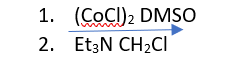 1. (CoCl)₂ DMSO
2. Et₃N CH₂Cl